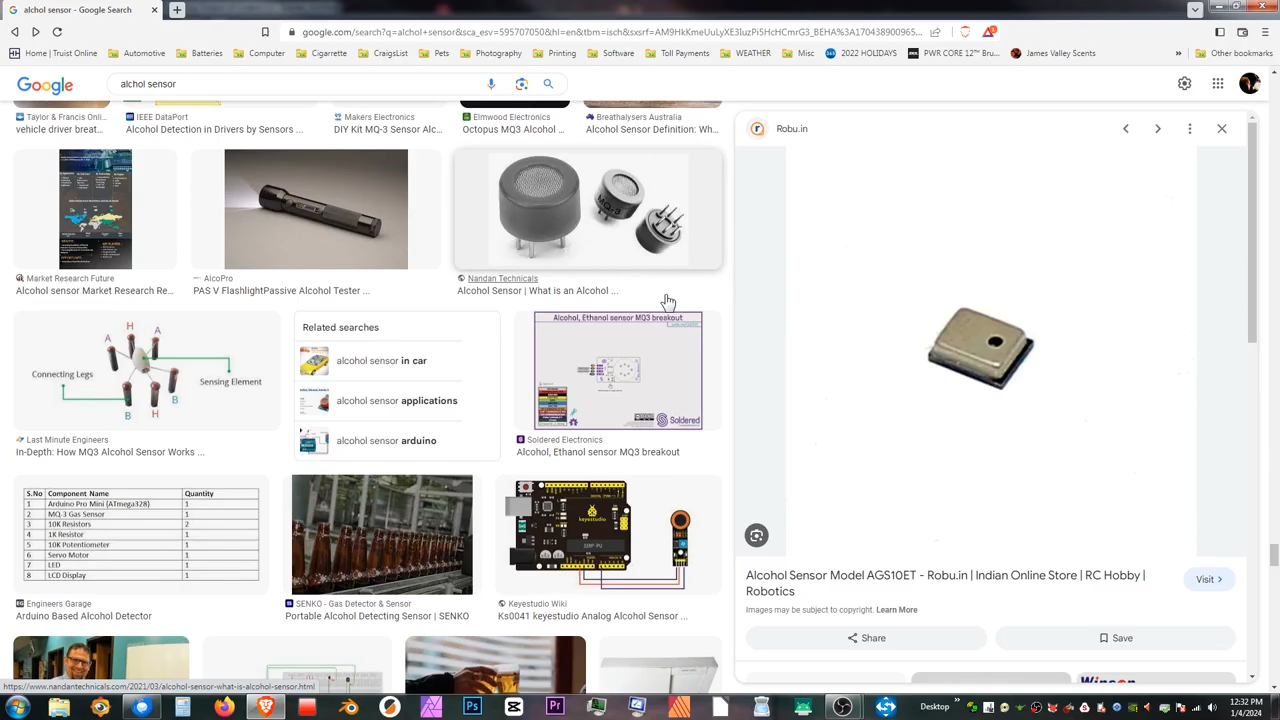 alchol sensor - Google Search
google.com/search?q=alchol+sensor&sca_esv=595707050&hl=en&tbm=isch&sxsrf=AM9HkKmeUuLyXE3IuzPi5HcHCmrG3_BEHA%3A170438900965...
Home | Truist Online Automotive Batteries Computer Cigarette CraigsList Pets Photography Printing Software Toll Payments WEATHER Misc 2022 HOLIDAYS PWR CORE 12™ Bru... James Valley Scents » Other bookmarks
Google alchol sensor
Taylor & Francis Onli... IEEE DataPort Makers Electronics Elmwood Electronics Breathalysers Australia
vehicle driver breat... Alcohol Detection in Drivers by Sensors ... DIY Kit MQ-3 Sensor Alc... Octopus MQ3 Alcohol ... Alcohol Sensor Definition: Wh...
Robu.in
MQ-3
Market Research Future AlcoPro Nandan Technicals
Alcohol sensor Market Research Re... PAS V FlashlightPassive Alcohol Tester ... Alcohol Sensor | What is an Alcohol ...
H A
Connecting Legs A Sensing Element
B H B
Related searches
alcohol sensor in car
alcohol sensor applications
alcohol sensor arduino
Alcohol, Ethanol sensor MQ3 breakout
Soldered
Last Minute Engineers Soldered Electronics
In-Depth: How MQ3 Alcohol Sensor Works ... Alcohol, Ethanol sensor MQ3 breakout
S.No Component Name Quantity
1 Arduino Pro Mini (ATmega328) 1
2 MQ-3 Gas Sensor 1
3 10K Resistors 2
4 1K Resistor 1
5 10K Potentiometer 1
6 Servo Motor 1
7 LED 1
8 LCD Display 1
keyestudio
Engineers Garage SENKO - Gas Detector & Sensor Keyestudio Wiki
Arduino Based Alcohol Detector Portable Alcohol Detecting Sensor | SENKO Ks0041 keyestudio Analog Alcohol Sensor ...
Alcohol Sensor Model AGS10ET - Robu.in | Indian Online Store | RC Hobby |
Robotics
Visit >
Images may be subject to copyright. Learn More
Share Save
Winsen
https://www.nandantechnicals.com/2021/03/alcohol-sensor-what-is-alcohol-sensor.html
Desktop » 12:32 PM
1/4/2024